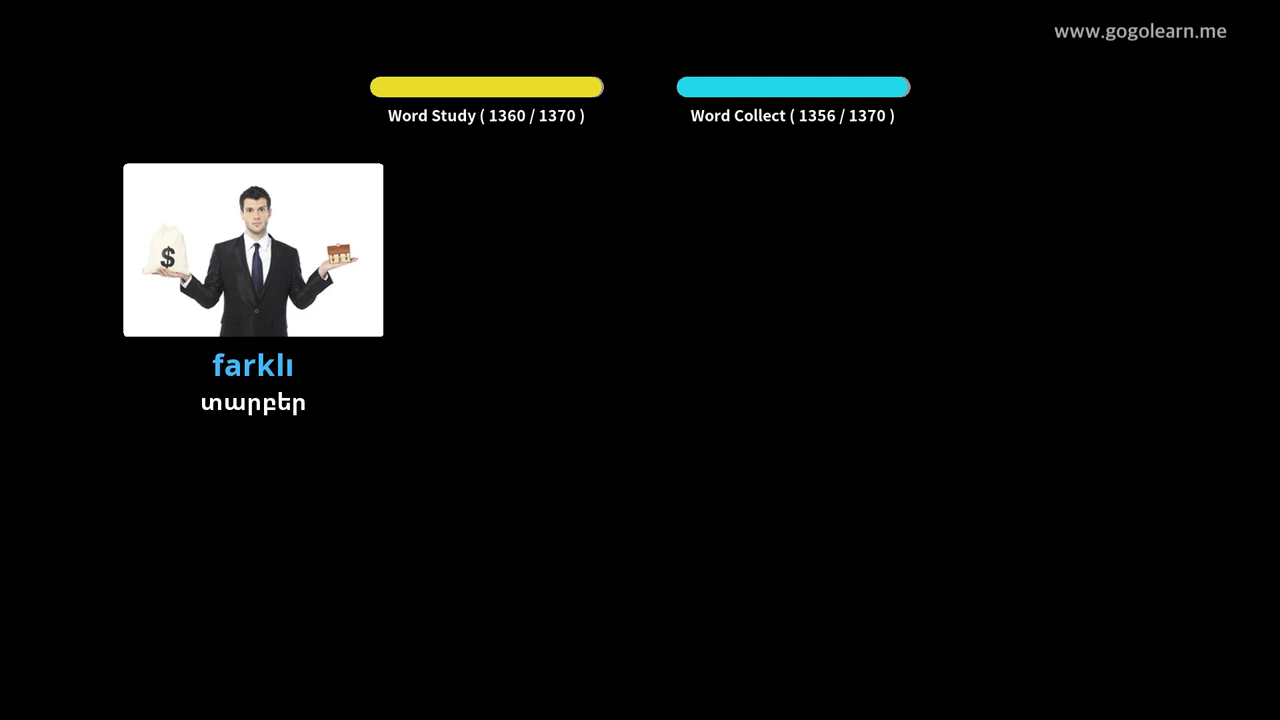 www.gogolearn.me
Word Study ( 1360 / 1370 )
Word Collect ( 1356 / 1370 )
$
farklı
տարբեր